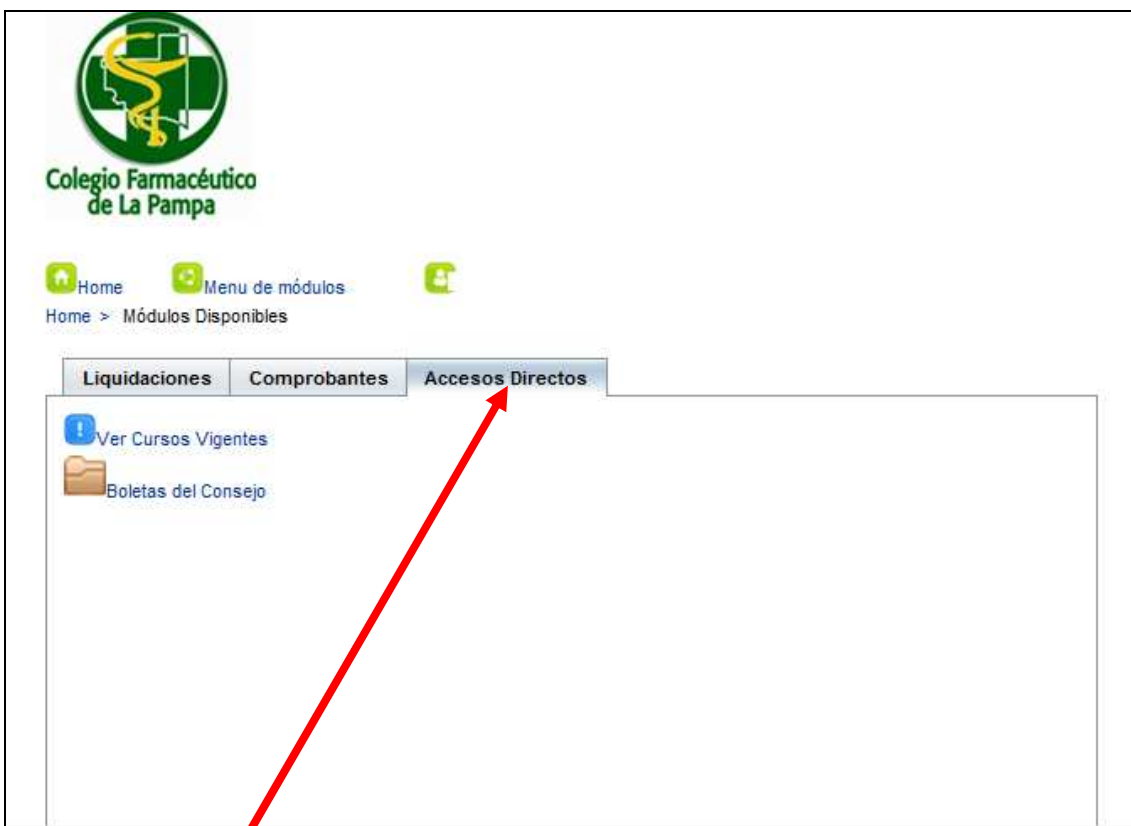 Colegio Farmacéutico
de La Pampa
Home Menu de módulos
Home > Módulos Disponibles
Liquidaciones Comprobantes Accesos Directos
Ver Cursos Vigentes
Boletas del Consejo